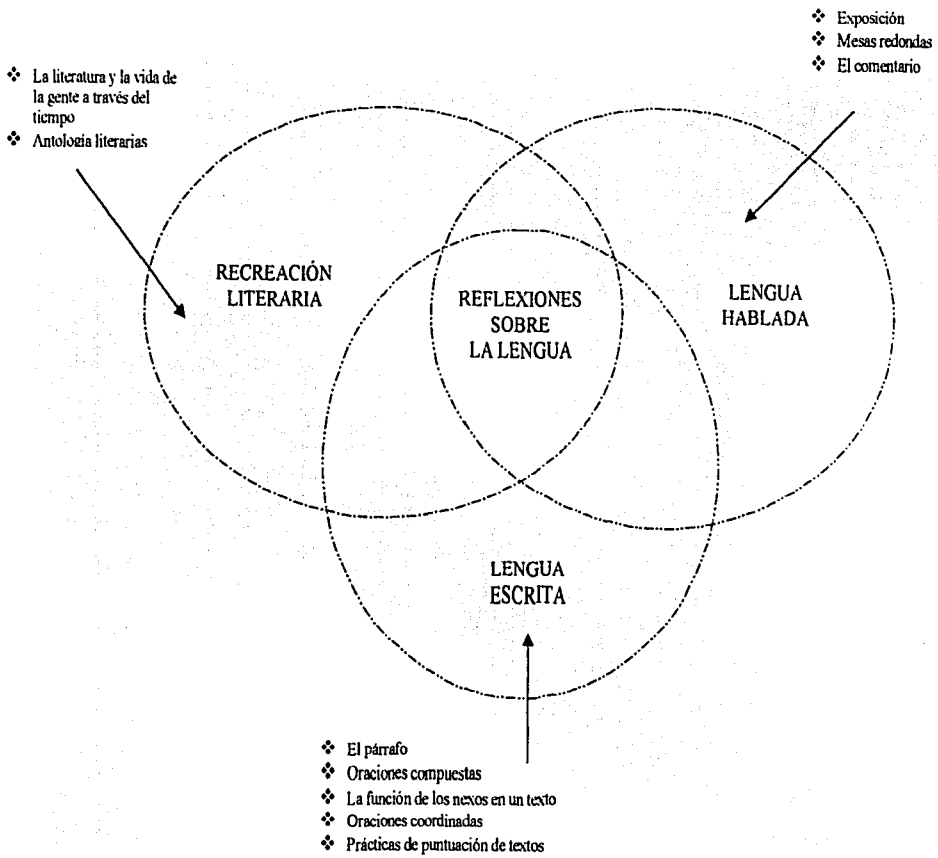 ❖ Exposición
❖ Mesas redondas
❖ El comentario
❖ La literatura y la vida de
la gente a través del
tiempo
❖ Antologia literarias
RECREACIÓN
LITERARIA
REFLEXIONES
SOBRE
LA LENGUA
LENGUA
HABLADA
LENGUA
ESCRITA
❖ El párrafo
❖ Oraciones compuestas
❖ La función de los nexos en un texto
❖ Oraciones coordinadas
❖ Prácticas de puntuación de textos